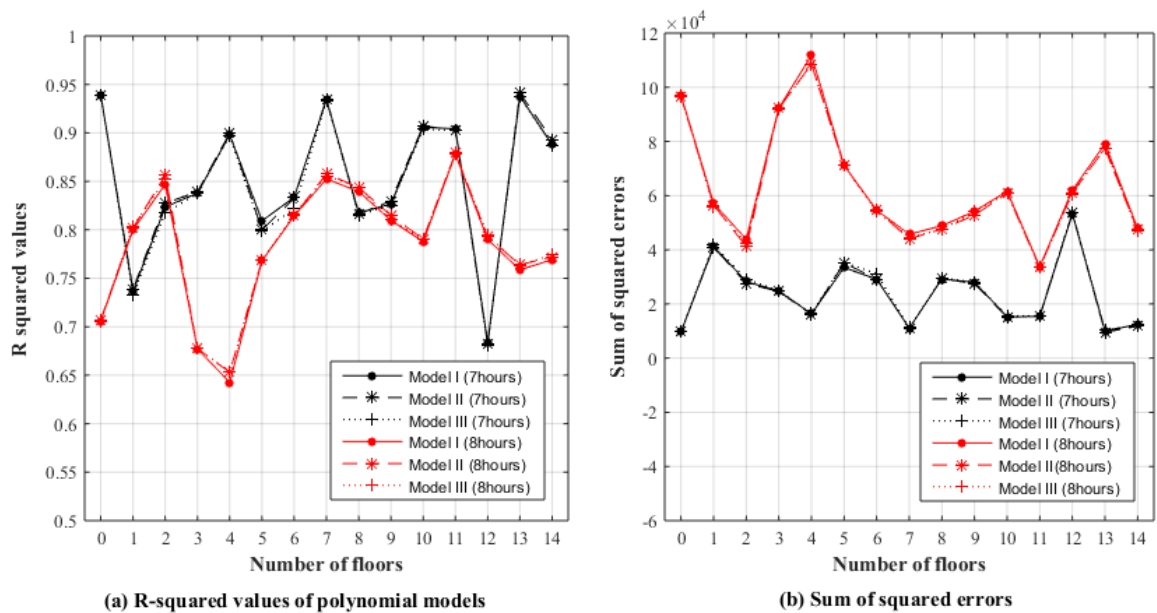 1
0.95
0.9
0.85
0.8
0.75
0.7
0.65
0.6
0.55
0.5
R squared values
Model I (7hours)
Model II (7hours)
Model III (7hours)
Model I (8hours)
Model II (8hours)
Model III (8hours)
0 1 2 3 4 5 6 7 8 9 10 11 12 13 14
Number of floors
(a) R-squared values of polynomial models
×10⁴
12
10
8
6
4
2
0
-2
-4
-6
Sum of squared errors
Model I (7hours)
Model II (7hours)
Model III (7hours)
Model I (8hours)
Model II(8hours)
Model III (8hours)
0 1 2 3 4 5 6 7 8 9 10 11 12 13 14
Number of floors
(b) Sum of squared errors